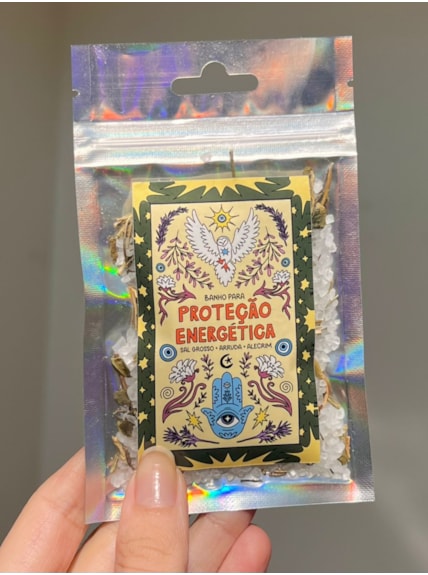 BANHO PARA
PROTEÇÃO
ENERGÉTICA
SAL GROSSO • ARRUDA • ALECRIM